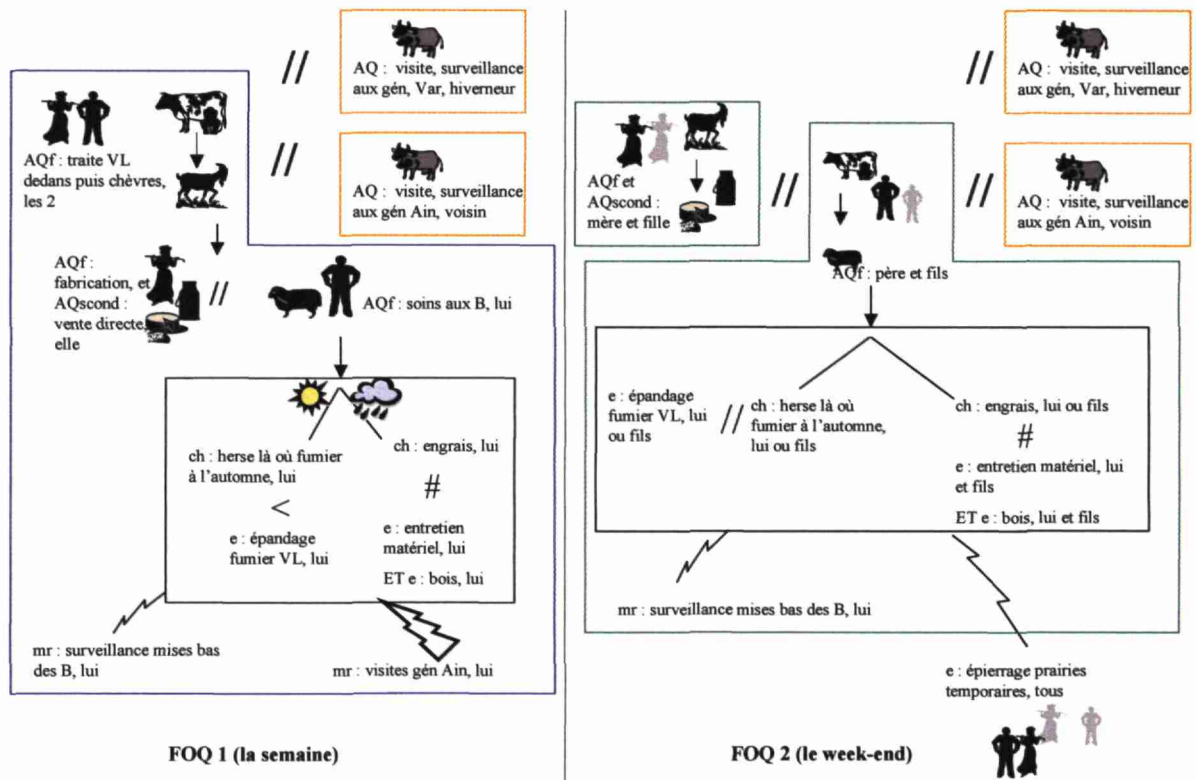 //
AQ : visite, surveillance
aux gén, Var, hiverneur
AQf : traite VL
dedans puis chèvres,
les 2
//
AQ : visite, surveillance
aux gén Ain, voisin
AQf :
fabrication, et
AQscond :
vente directe,
elle
//
AQf : soins aux B, lui
ch : herse là où fumier
à l'automne, lui
<
e : épandage
fumier VL, lui
ch : engrais, lui
#
e : entretien
matériel, lui
ET e : bois, lui
mr : surveillance mises bas
des B, lui
mr : visites gén Ain, lui
FOQ 1 (la semaine)
//
AQ : visite, surveillance
aux gén, Var, hiverneur
AQf et
AQscond :
mère et fille
//
//
AQ : visite, surveillance
aux gén Ain, voisin
AQf : père et fils
e : épandage
fumier VL, lui
ou fils
//
ch : herse là où
fumier à l'automne,
lui ou fils
ch : engrais, lui ou fils
#
e : entretien matériel, lui
et fils
ET e : bois, lui et fils
mr : surveillance mises bas des B, lui
e : épierrage prairies
temporaires, tous
FOQ 2 (le week-end)